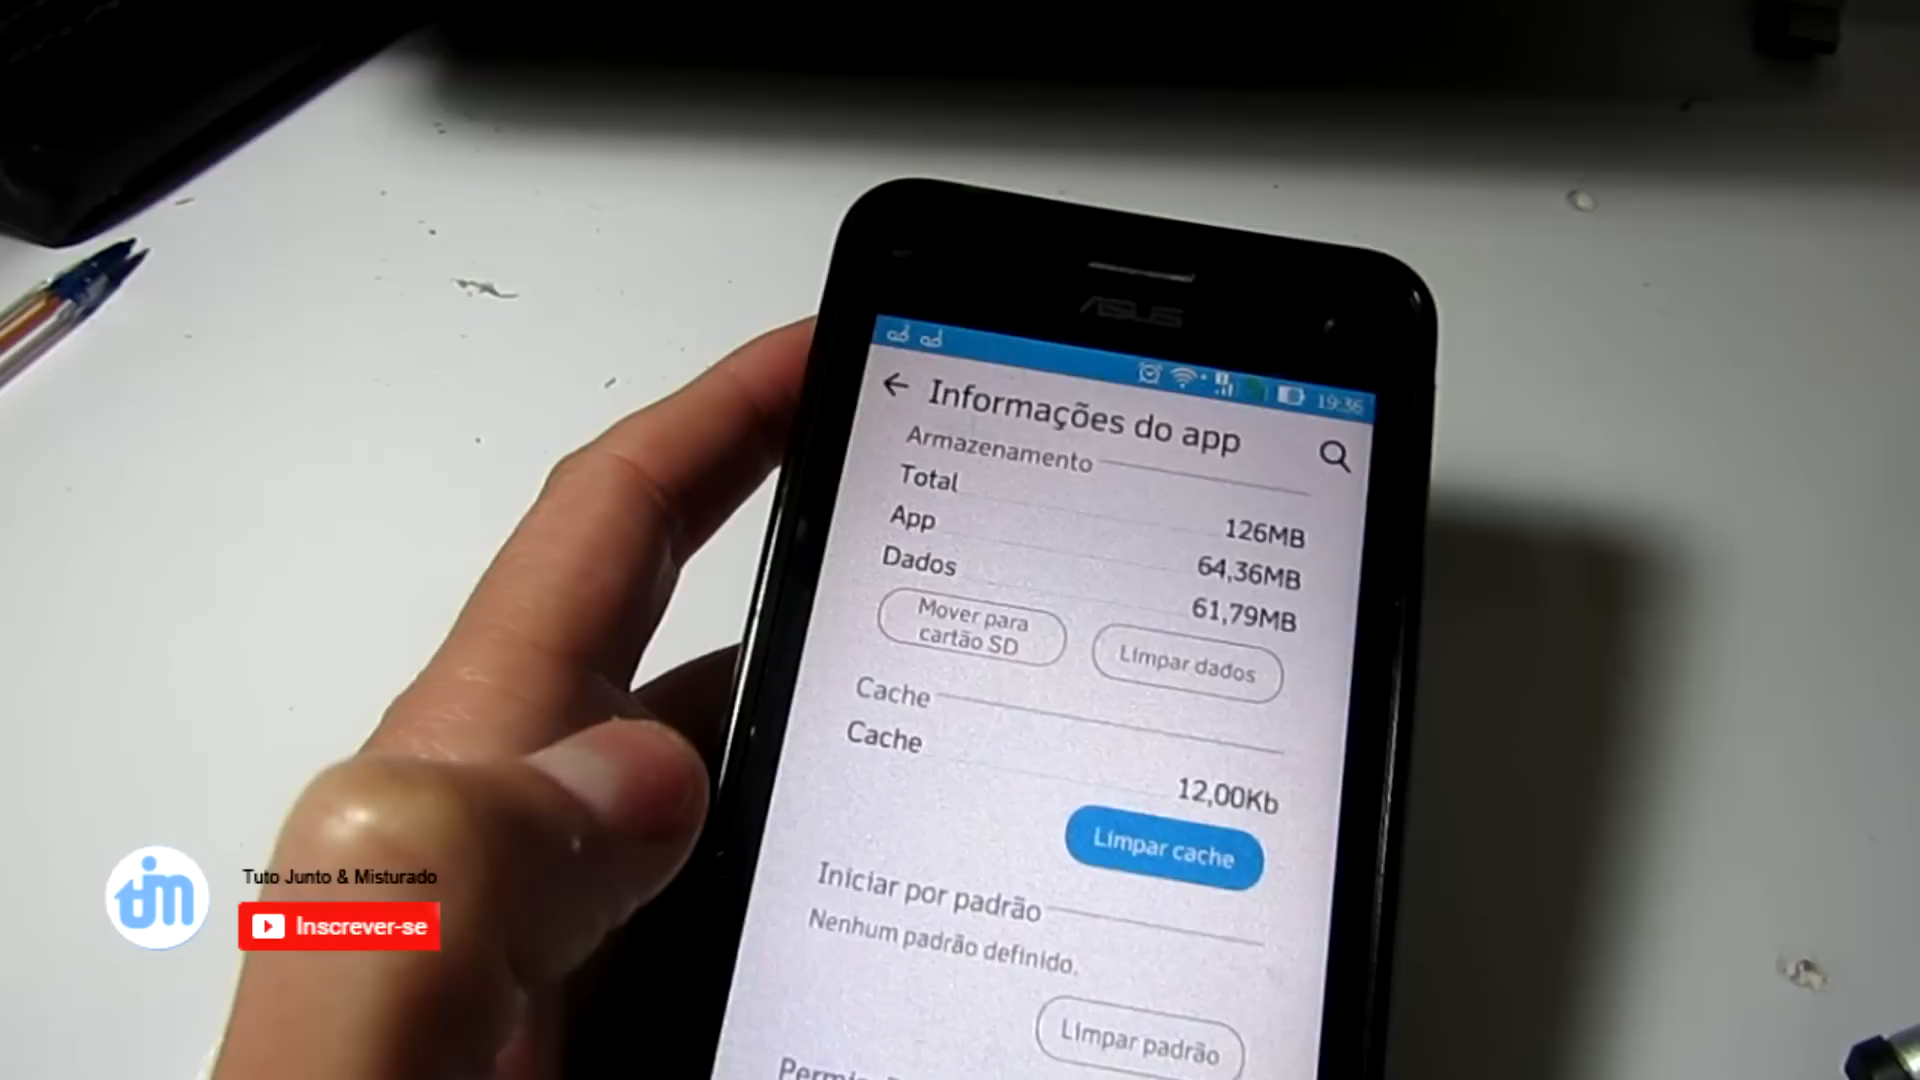 ASUS
19:36
Informações do app
Armazenamento
Total
126MB
App
64,36MB
Dados
61,79MB
Mover para
cartão SD
Limpar dados
Cache
Cache
12,00Kb
Limpar cache
Iniciar por padrão
Nenhum padrão definido.
Limpar padrão
tjm
Tuto Junto & Misturado
Inscrever-se